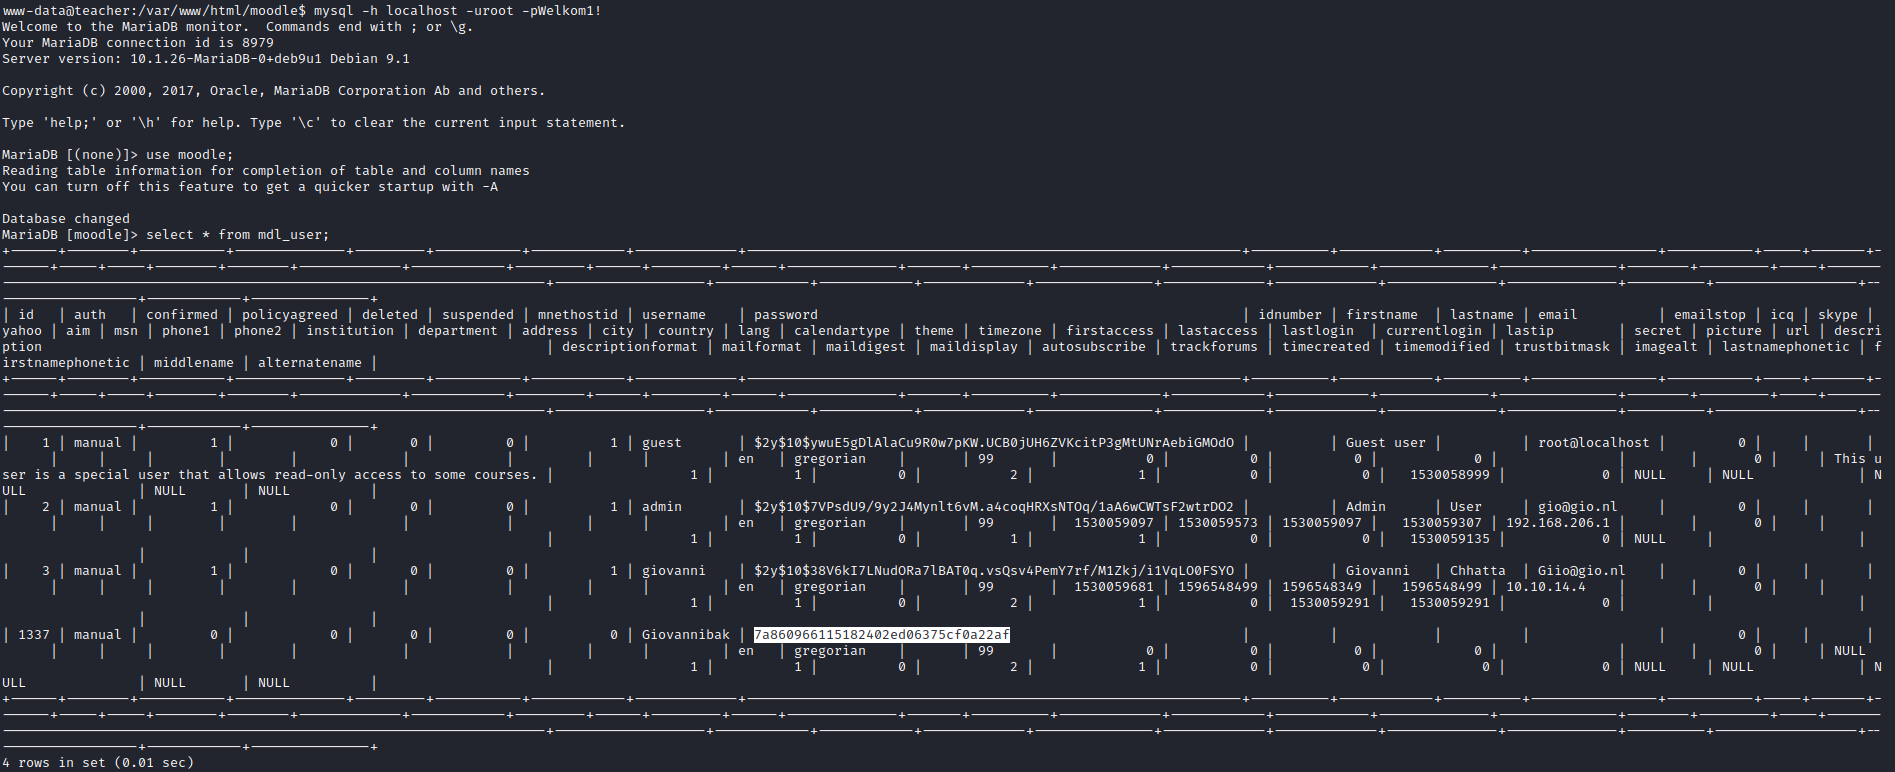 www-data@teacher:/var/www/html/moodle$ mysql -h localhost -uroot -pWelkom1!
Welcome to the MariaDB monitor.  Commands end with ; or \g.
Your MariaDB connection id is 8979
Server version: 10.1.26-MariaDB-0+deb9u1 Debian 9.1
Copyright (c) 2000, 2017, Oracle, MariaDB Corporation Ab and others.
Type 'help;' or '\h' for help. Type '\c' to clear the current input statement.
MariaDB [(none)]> use moodle;
Reading table information for completion of table and column names
You can turn off this feature to get a quicker startup with -A
Database changed
MariaDB [moodle]> select * from mdl_user;
| id | auth | confirmed | policyagreed | deleted | suspended | mnethostid | username | password | idnumber | firstname | lastname | email | emailstop | icq | skype |
yahoo | aim | msn | phone1 | phone2 | institution | department | address | city | country | lang | calendartype | theme | timezone | firstaccess | lastaccess | lastlogin | currentlogin | lastip | secret | picture | url | descri
ption | descriptionformat | mailformat | maildigest | maildisplay | autosubscribe | trackforums | timecreated | timemodified | trustbitmask | imagealt | lastnamephonetic | f
irstnamephonetic | middlename | alternatename |
| 1 | manual | 1 | 0 | 0 | 0 | 1 | guest | $2y$10$ywuE5gDlAlaCu9R0w7pKW.UCB0jUH6ZVKcitP3gMtUNrAebiGMOdO | | Guest user | | root@localhost | 0 | | |
| | | | | | | | | en | gregorian | | 99 | 0 | 0 | 0 | 0 | | | 0 | | This u
ser is a special user that allows read-only access to some courses. | 1 | 1 | 0 | 2 | 1 | 0 | 0 | 1530058999 | 0 | NULL | NULL | N
ULL | NULL | NULL |
| 2 | manual | 1 | 0 | 0 | 0 | 1 | admin | $2y$10$7VPsdU9/9y2J4Mynlt6vM.a4coqHRXsNTOq/1aA6wCWTsF2wtrDO2 | | Admin | User | gio@gio.nl | 0 | | |
| | | | | | | | | en | gregorian | | 99 | 1530059097 | 1530059573 | 1530059097 | 1530059307 | 192.168.206.1 | | 0 | |
| 1 | 1 | 0 | 1 | 1 | 0 | 0 | 1530059135 | 0 | NULL | |
| | |
| 3 | manual | 1 | 0 | 0 | 0 | 1 | giovanni | $2y$10$38V6kI7LNudORa7lBAT0q.vsQsv4PemY7rf/M1Zkj/i1VqLO0FSYO | | Giovanni | Chhatta | Giio@gio.nl | 0 | | |
| | | | | | | | | en | gregorian | | 99 | 1530059681 | 1596548499 | 1596548349 | 1596548499 | 10.10.14.4 | | 0 | |
| 1 | 1 | 0 | 2 | 1 | 0 | 1530059291 | 1530059291 | 0 | | |
| | |
| 1337 | manual | 0 | 0 | 0 | 0 | 0 | Giovannibak | 7a860966115182402ed06375cf0a22af | | | | | 0 | | |
| | | | | | | | | en | gregorian | | 99 | 0 | 0 | 0 | 0 | | | 0 | | NULL
| 1 | 1 | 0 | 2 | 1 | 0 | 0 | 0 | 0 | NULL | NULL | N
ULL | NULL | NULL |
4 rows in set (0.01 sec)